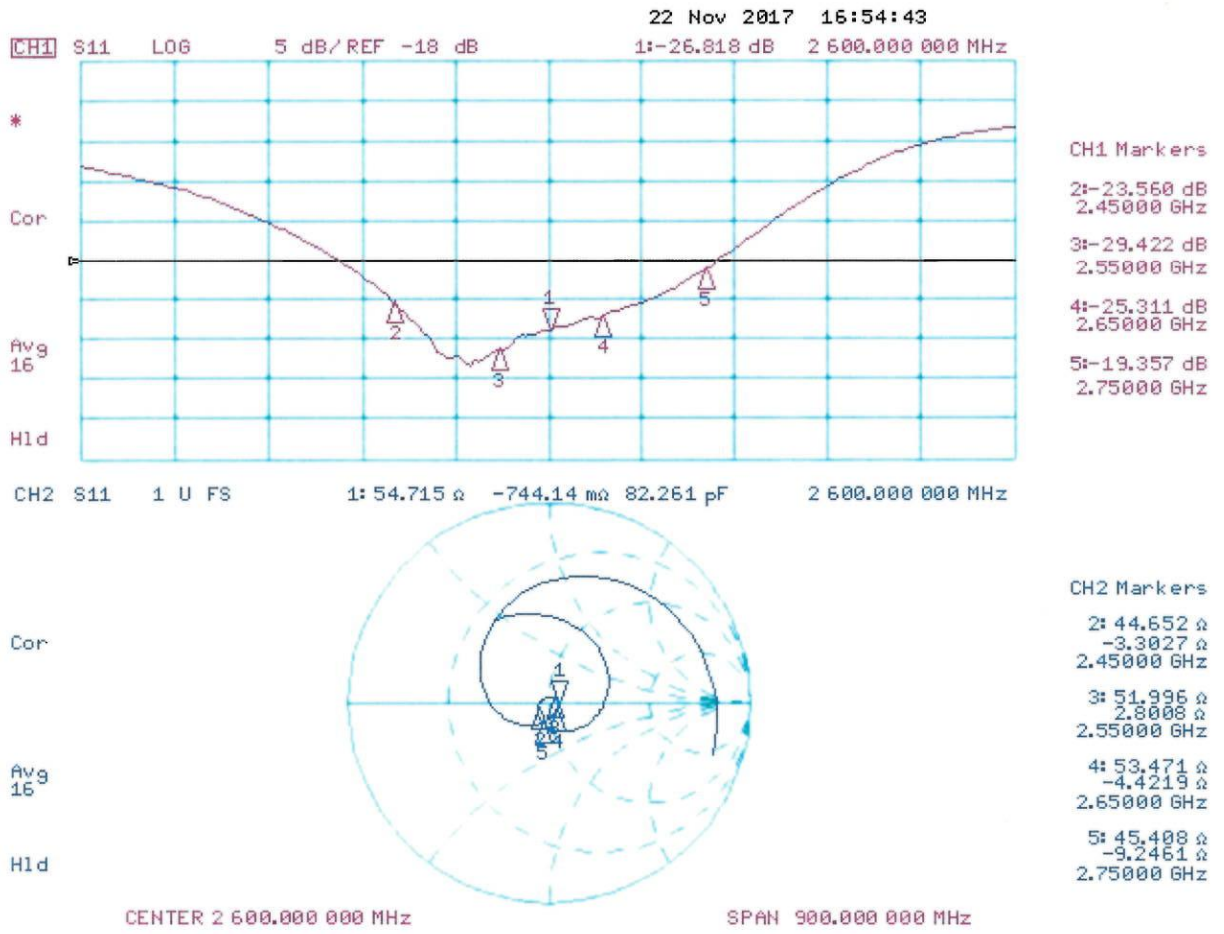 22 Nov 2017 16:54:43
CH1 S11 LOG 5 dB/REF -18 dB 1:-26.818 dB 2 600.000 000 MHz
*
CH1 Markers
2:-23.560 dB
2.45000 GHz
Cor
3:-29.422 dB
2.55000 GHz
1
2
3
4
5
4:-25.311 dB
2.65000 GHz
Avg
16
5:-19.357 dB
2.75000 GHz
Hld
CH2 S11 1 U FS 1: 54.715 Ω -744.14 mΩ 82.261 pF 2 600.000 000 MHz
CH2 Markers
2: 44.652 Ω
-3.3027 Ω
2.45000 GHz
Cor
1
3: 51.996 Ω
2.8008 Ω
2.55000 GHz
4
5
4: 53.471 Ω
-4.4219 Ω
2.65000 GHz
Avg
16
5: 45.408 Ω
-9.2461 Ω
2.75000 GHz
Hld
CENTER 2 600.000 000 MHz SPAN 900.000 000 MHz